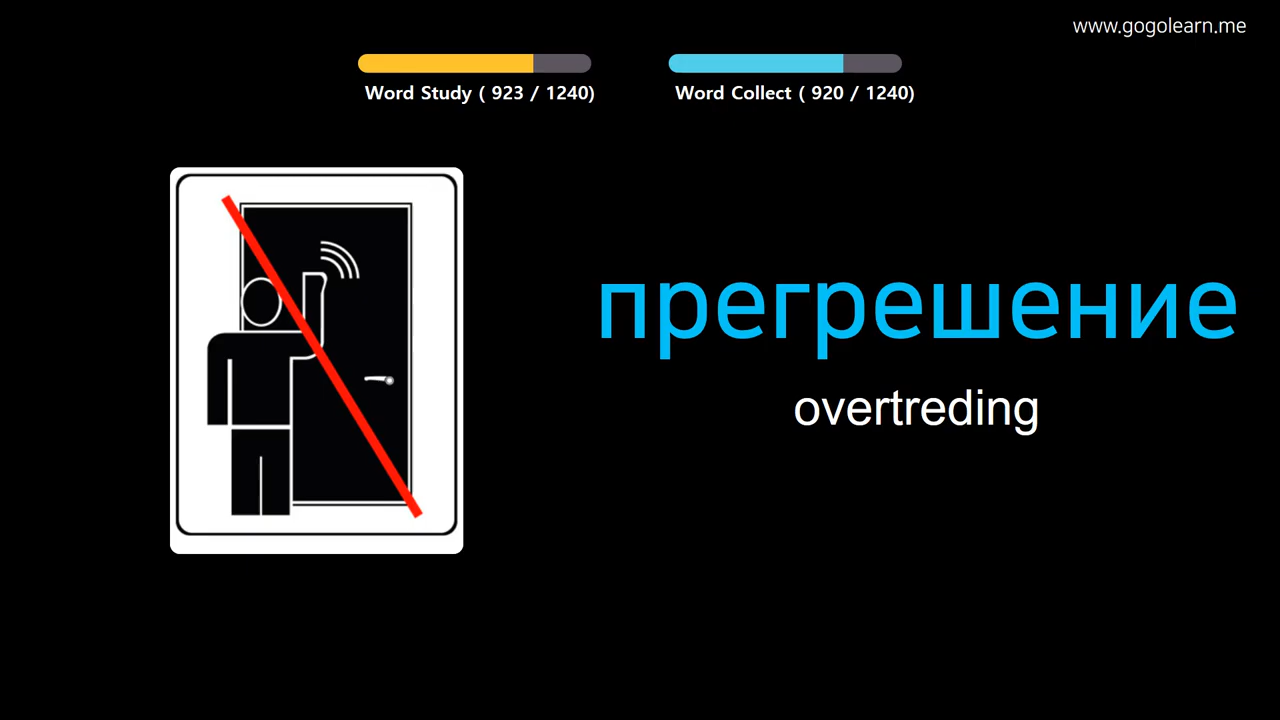 www.gogolearn.me
Word Study ( 923 / 1240)
Word Collect ( 920 / 1240)
прегрешение
overtreding